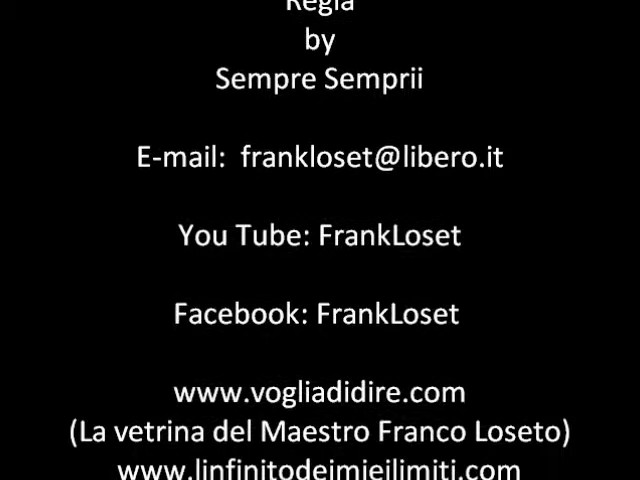 Regia
by
Sempre Semprii
E-mail:  frankloset@libero.it
You Tube: FrankLoset
Facebook: FrankLoset
www.vogliadidire.com
(La vetrina del Maestro Franco Loseto)
www.linfinitodeimieilimiti.com